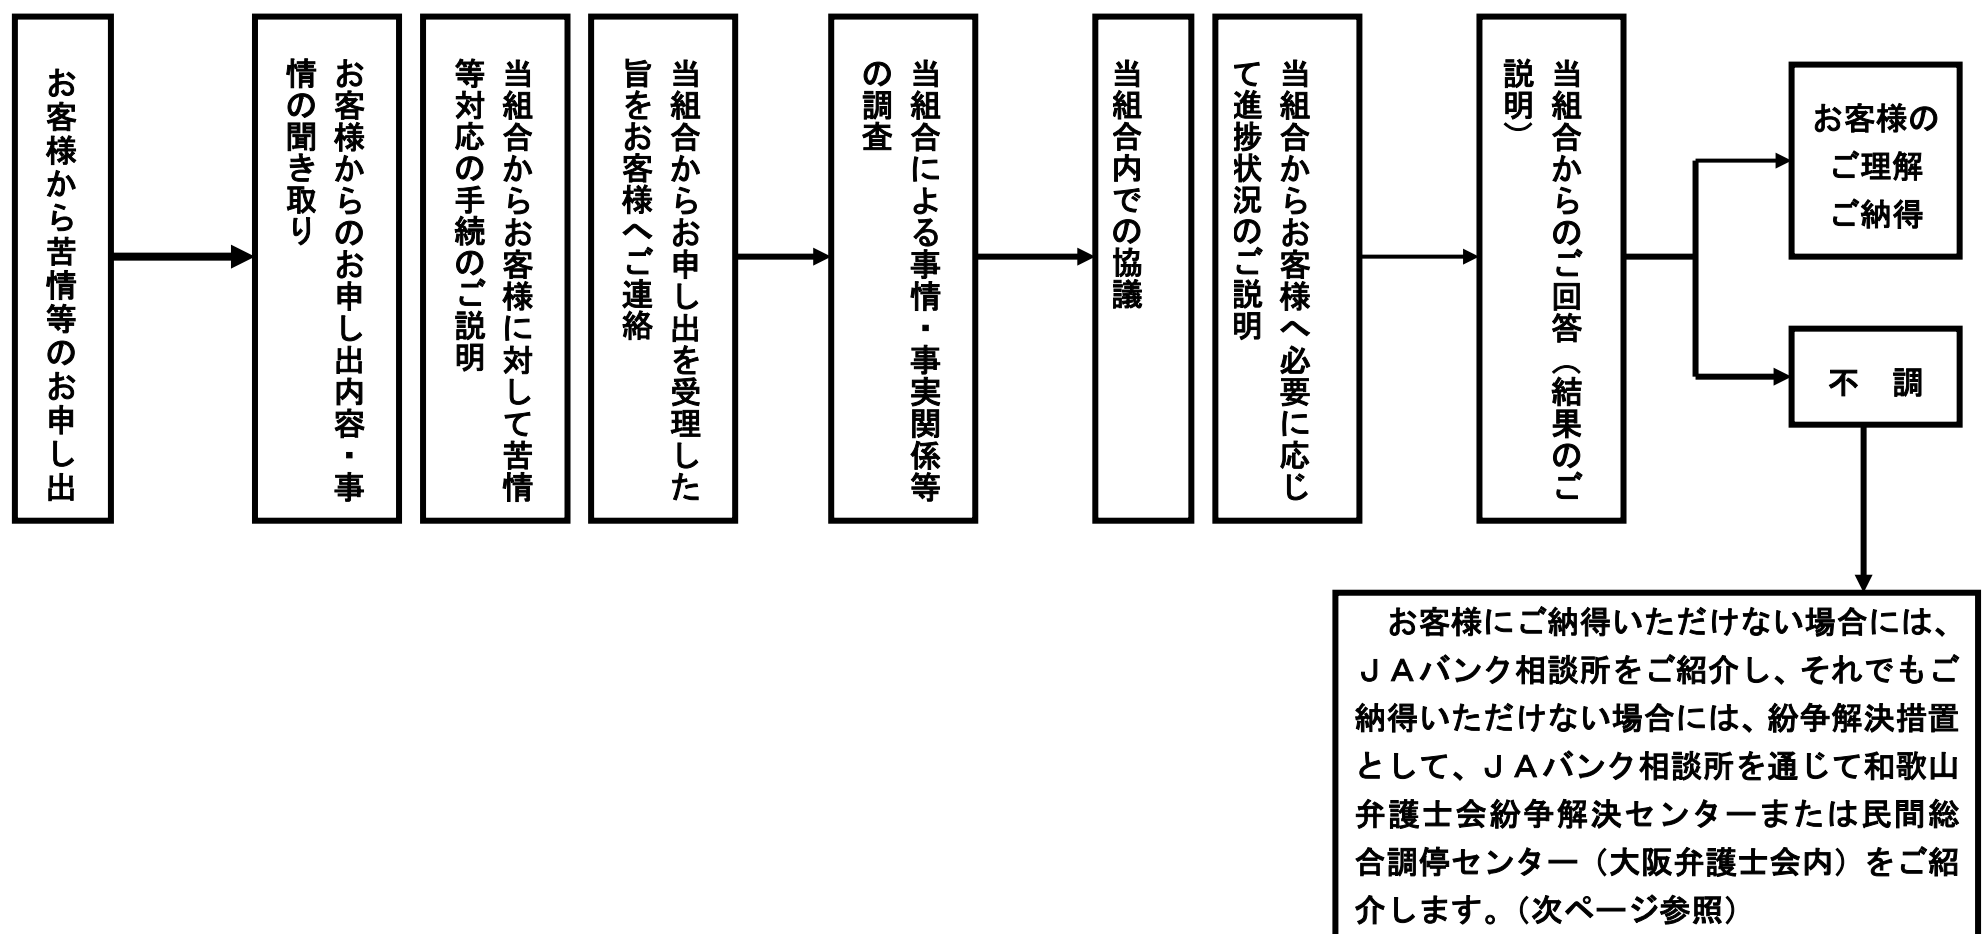 お客様から苦情等のお申し出
お客様からのお申し出内容・事
情の聞き取り
当組合からお客様に対して苦情
等対応の手続のご説明
当組合からお申し出を受理した
旨をお客様へご連絡
当組合による事情・事実関係等
の調査
当組合内での協議
当組合からお客様へ必要に応じ
て進捗状況のご説明
当組合からのご回答（結果のご
説明）
お客様の
ご理解
ご納得
不　調
お客様にご納得いただけない場合には、
ＪＡバンク相談所をご紹介し、それでもご
納得いただけない場合には、紛争解決措置
として、ＪＡバンク相談所を通じて和歌山
弁護士会紛争解決センターまたは民間総
合調停センター（大阪弁護士会内）をご紹
介します。（次ページ参照）